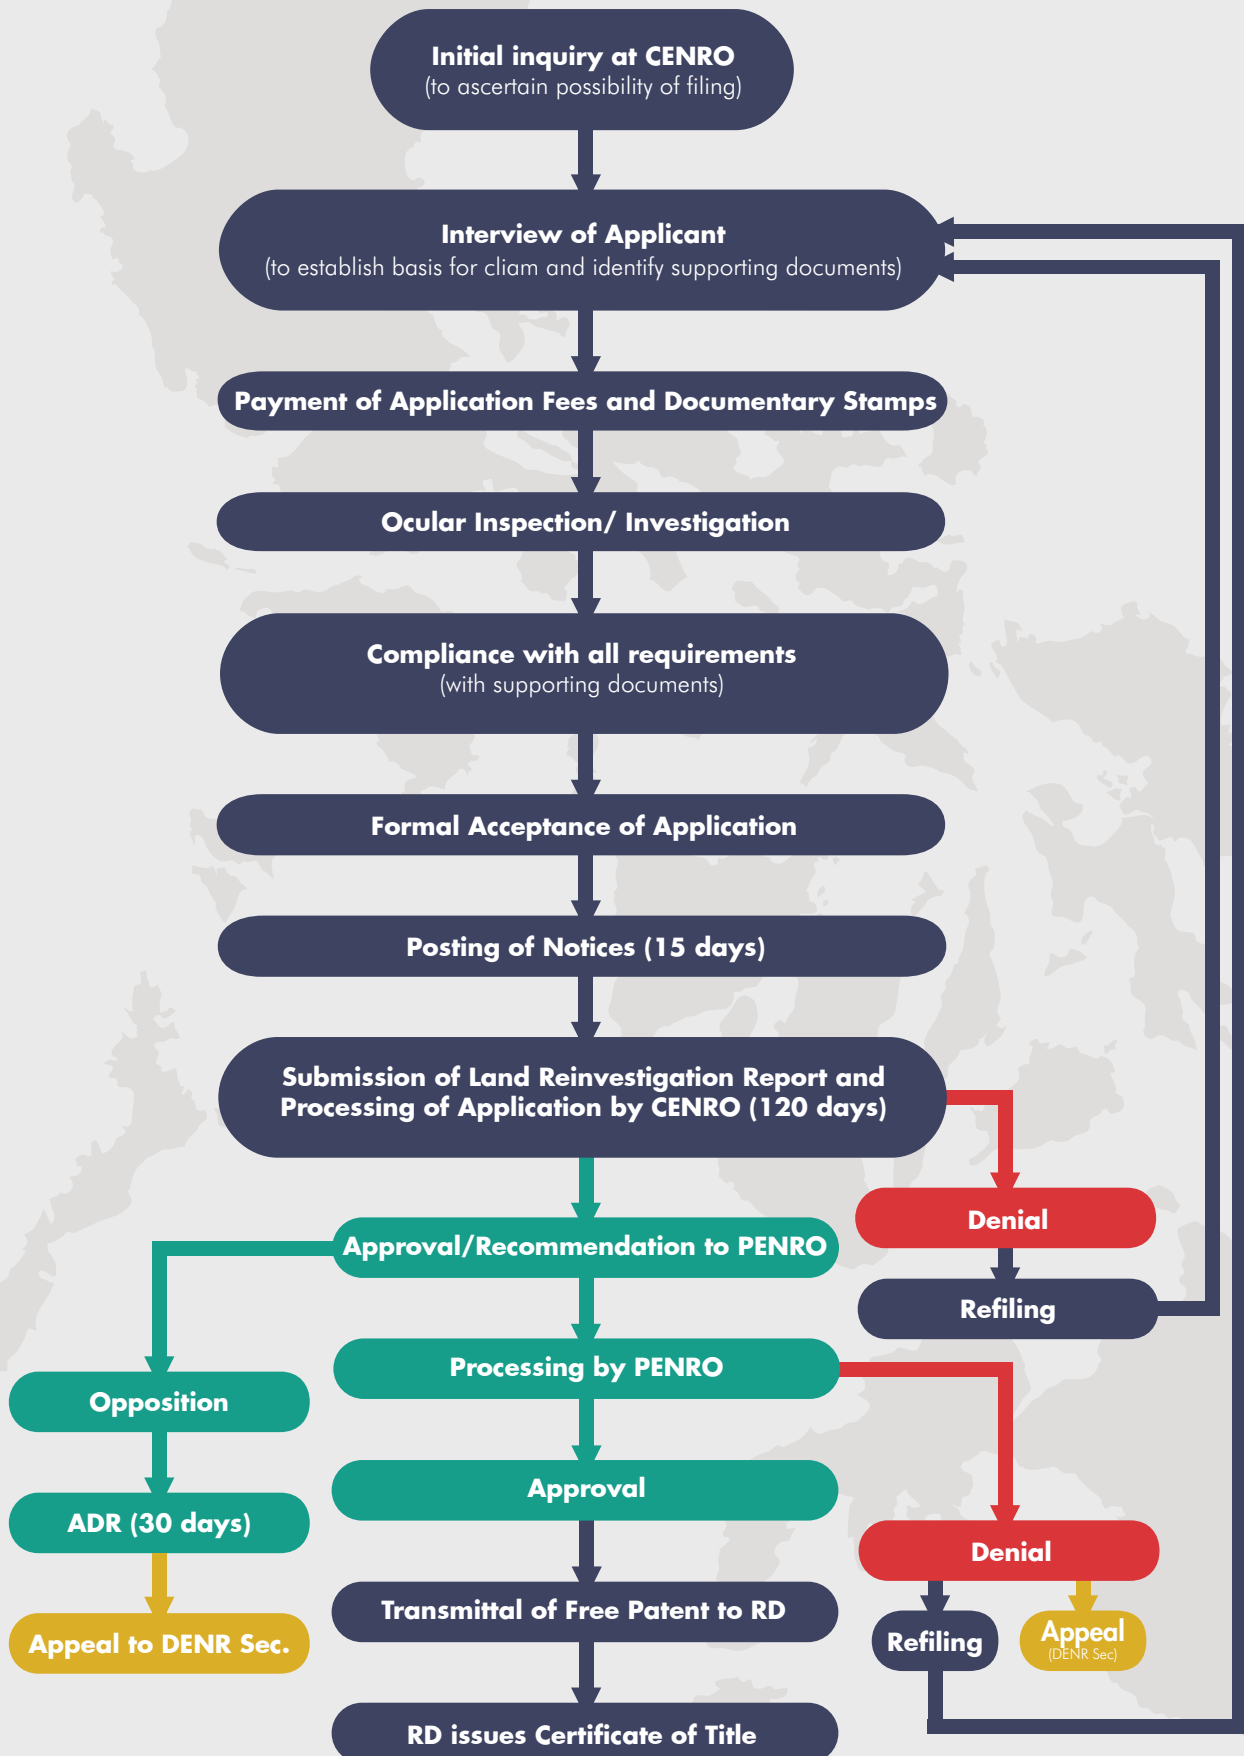 Initial inquiry at CENRO
(to ascertain possibility of filing)
Interview of Applicant
(to establish basis for cliam and identify supporting documents)
Payment of Application Fees and Documentary Stamps
Ocular Inspection/ Investigation
Compliance with all requirements
(with supporting documents)
Formal Acceptance of Application
Posting of Notices (15 days)
Submission of Land Reinvestigation Report and
Processing of Application by CENRO (120 days)
Denial
Approval/Recommendation to PENRO
Refiling
Processing by PENRO
Opposition
Approval
ADR (30 days)
Denial
Transmittal of Free Patent to RD
Appeal to DENR Sec.
Refiling
Appeal
(DENR Sec)
RD issues Certificate of Title